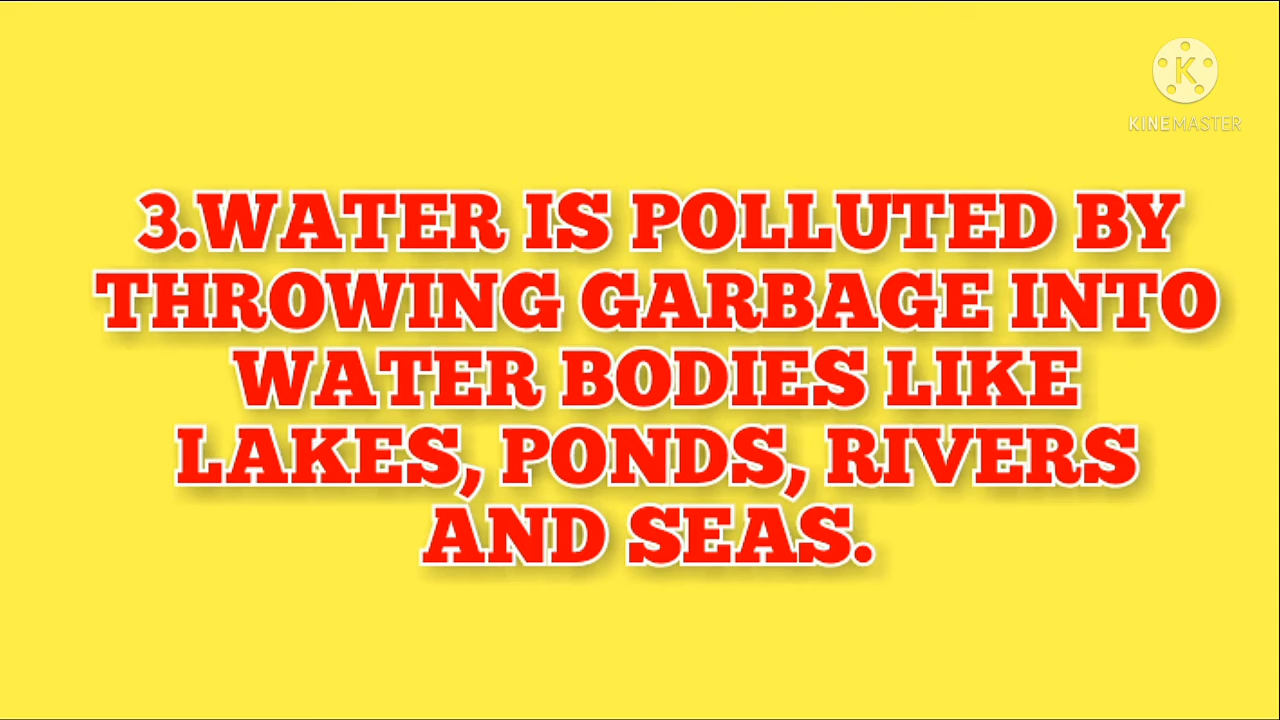 KINEMASTER
3.WATER IS POLLUTED BY
THROWING GARBAGE INTO
WATER BODIES LIKE
LAKES, PONDS, RIVERS
AND SEAS.